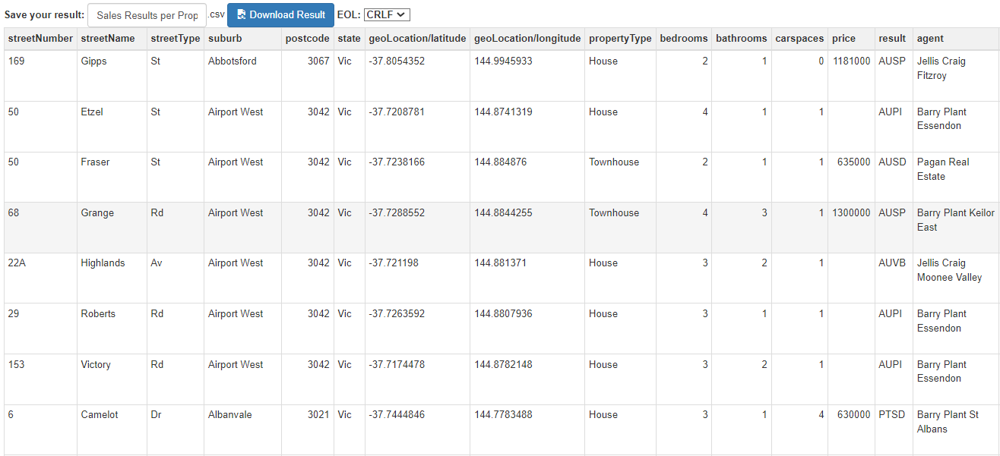 Save your result: Sales Results per Prop .csv Download Result EOL: CRLF
streetNumber streetName streetType suburb postcode state geoLocation/latitude geoLocation/longitude propertyType bedrooms bathrooms carspaces price result agent
169 Gipps St Abbotsford 3067 Vic -37.8054352 144.9945933 House 2 1 0 1181000 AUSP Jellis Craig
Fitzroy
50 Etzel St Airport West 3042 Vic -37.7208781 144.8741319 House 4 1 1 AUPI Barry Plant
Essendon
50 Fraser St Airport West 3042 Vic -37.7238166 144.884876 Townhouse 2 1 1 635000 AUSD Pagan Real
Estate
68 Grange Rd Airport West 3042 Vic -37.7288552 144.8844255 Townhouse 4 3 1 1300000 AUSP Barry Plant Keilor
East
22A Highlands Av Airport West 3042 Vic -37.721198 144.881371 House 3 2 1 AUVB Jellis Craig
Moonee Valley
29 Roberts Rd Airport West 3042 Vic -37.7263592 144.8807936 House 3 1 1 AUPI Barry Plant
Essendon
153 Victory Rd Airport West 3042 Vic -37.7174478 144.8782148 House 3 2 1 AUPI Barry Plant
Essendon
6 Camelot Dr Albanvale 3021 Vic -37.7444846 144.7783488 House 3 1 4 630000 PTSD Barry Plant St
Albans